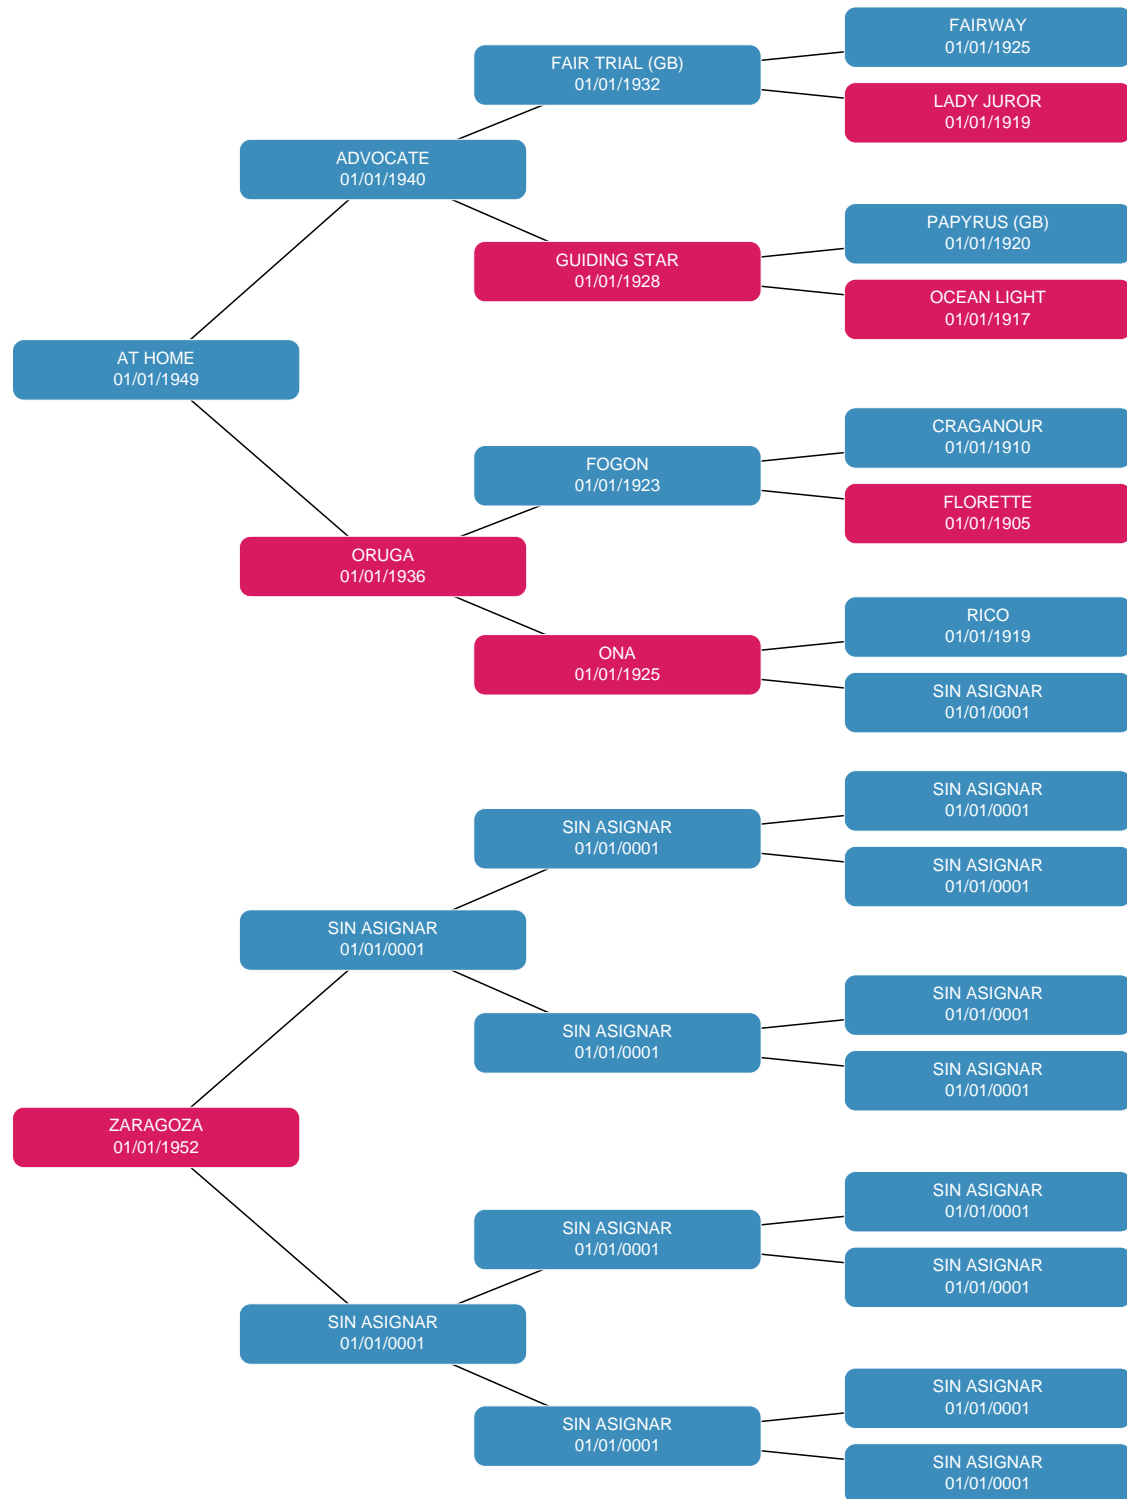 FAIRWAY
01/01/1925
FAIR TRIAL (GB)
01/01/1932
LADY JUROR
01/01/1919
ADVOCATE
01/01/1940
PAPYRUS (GB)
01/01/1920
GUIDING STAR
01/01/1928
OCEAN LIGHT
01/01/1917
AT HOME
01/01/1949
CRAGANOUR
01/01/1910
FOGON
01/01/1923
FLORETTE
01/01/1905
ORUGA
01/01/1936
RICO
01/01/1919
ONA
01/01/1925
SIN ASIGNAR
01/01/0001
SIN ASIGNAR
01/01/0001
SIN ASIGNAR
01/01/0001
SIN ASIGNAR
01/01/0001
SIN ASIGNAR
01/01/0001
SIN ASIGNAR
01/01/0001
SIN ASIGNAR
01/01/0001
SIN ASIGNAR
01/01/0001
ZARAGOZA
01/01/1952
SIN ASIGNAR
01/01/0001
SIN ASIGNAR
01/01/0001
SIN ASIGNAR
01/01/0001
SIN ASIGNAR
01/01/0001
SIN ASIGNAR
01/01/0001
SIN ASIGNAR
01/01/0001
SIN ASIGNAR
01/01/0001